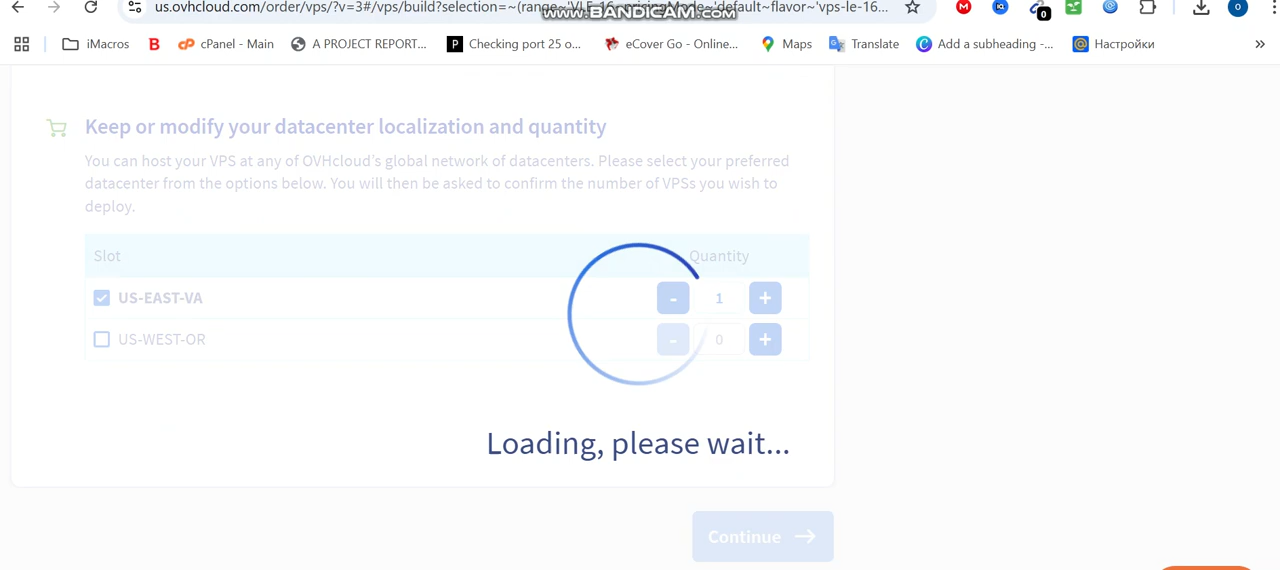 us.ovhcloud.com/order/vps/?v=3#/vps/build?selection=~(range~'VLE-16~pricingMode~'default~flavor~'vps-le-16...
www.BANDICAM.com
0
O
iMacros
B
cPanel - Main
A PROJECT REPORT...
P
Checking port 25 o...
eCover Go - Online...
Maps
Translate
Add a subheading -...
Настройки
Keep or modify your datacenter localization and quantity
You can host your VPS at any of OVHcloud's global network of datacenters. Please select your preferred
datacenter from the options below. You will then be asked to confirm the number of VPSs you wish to
deploy.
Slot Quantity
US-EAST-VA - 1 +
US-WEST-OR - 0 +
Loading, please wait...
Continue →